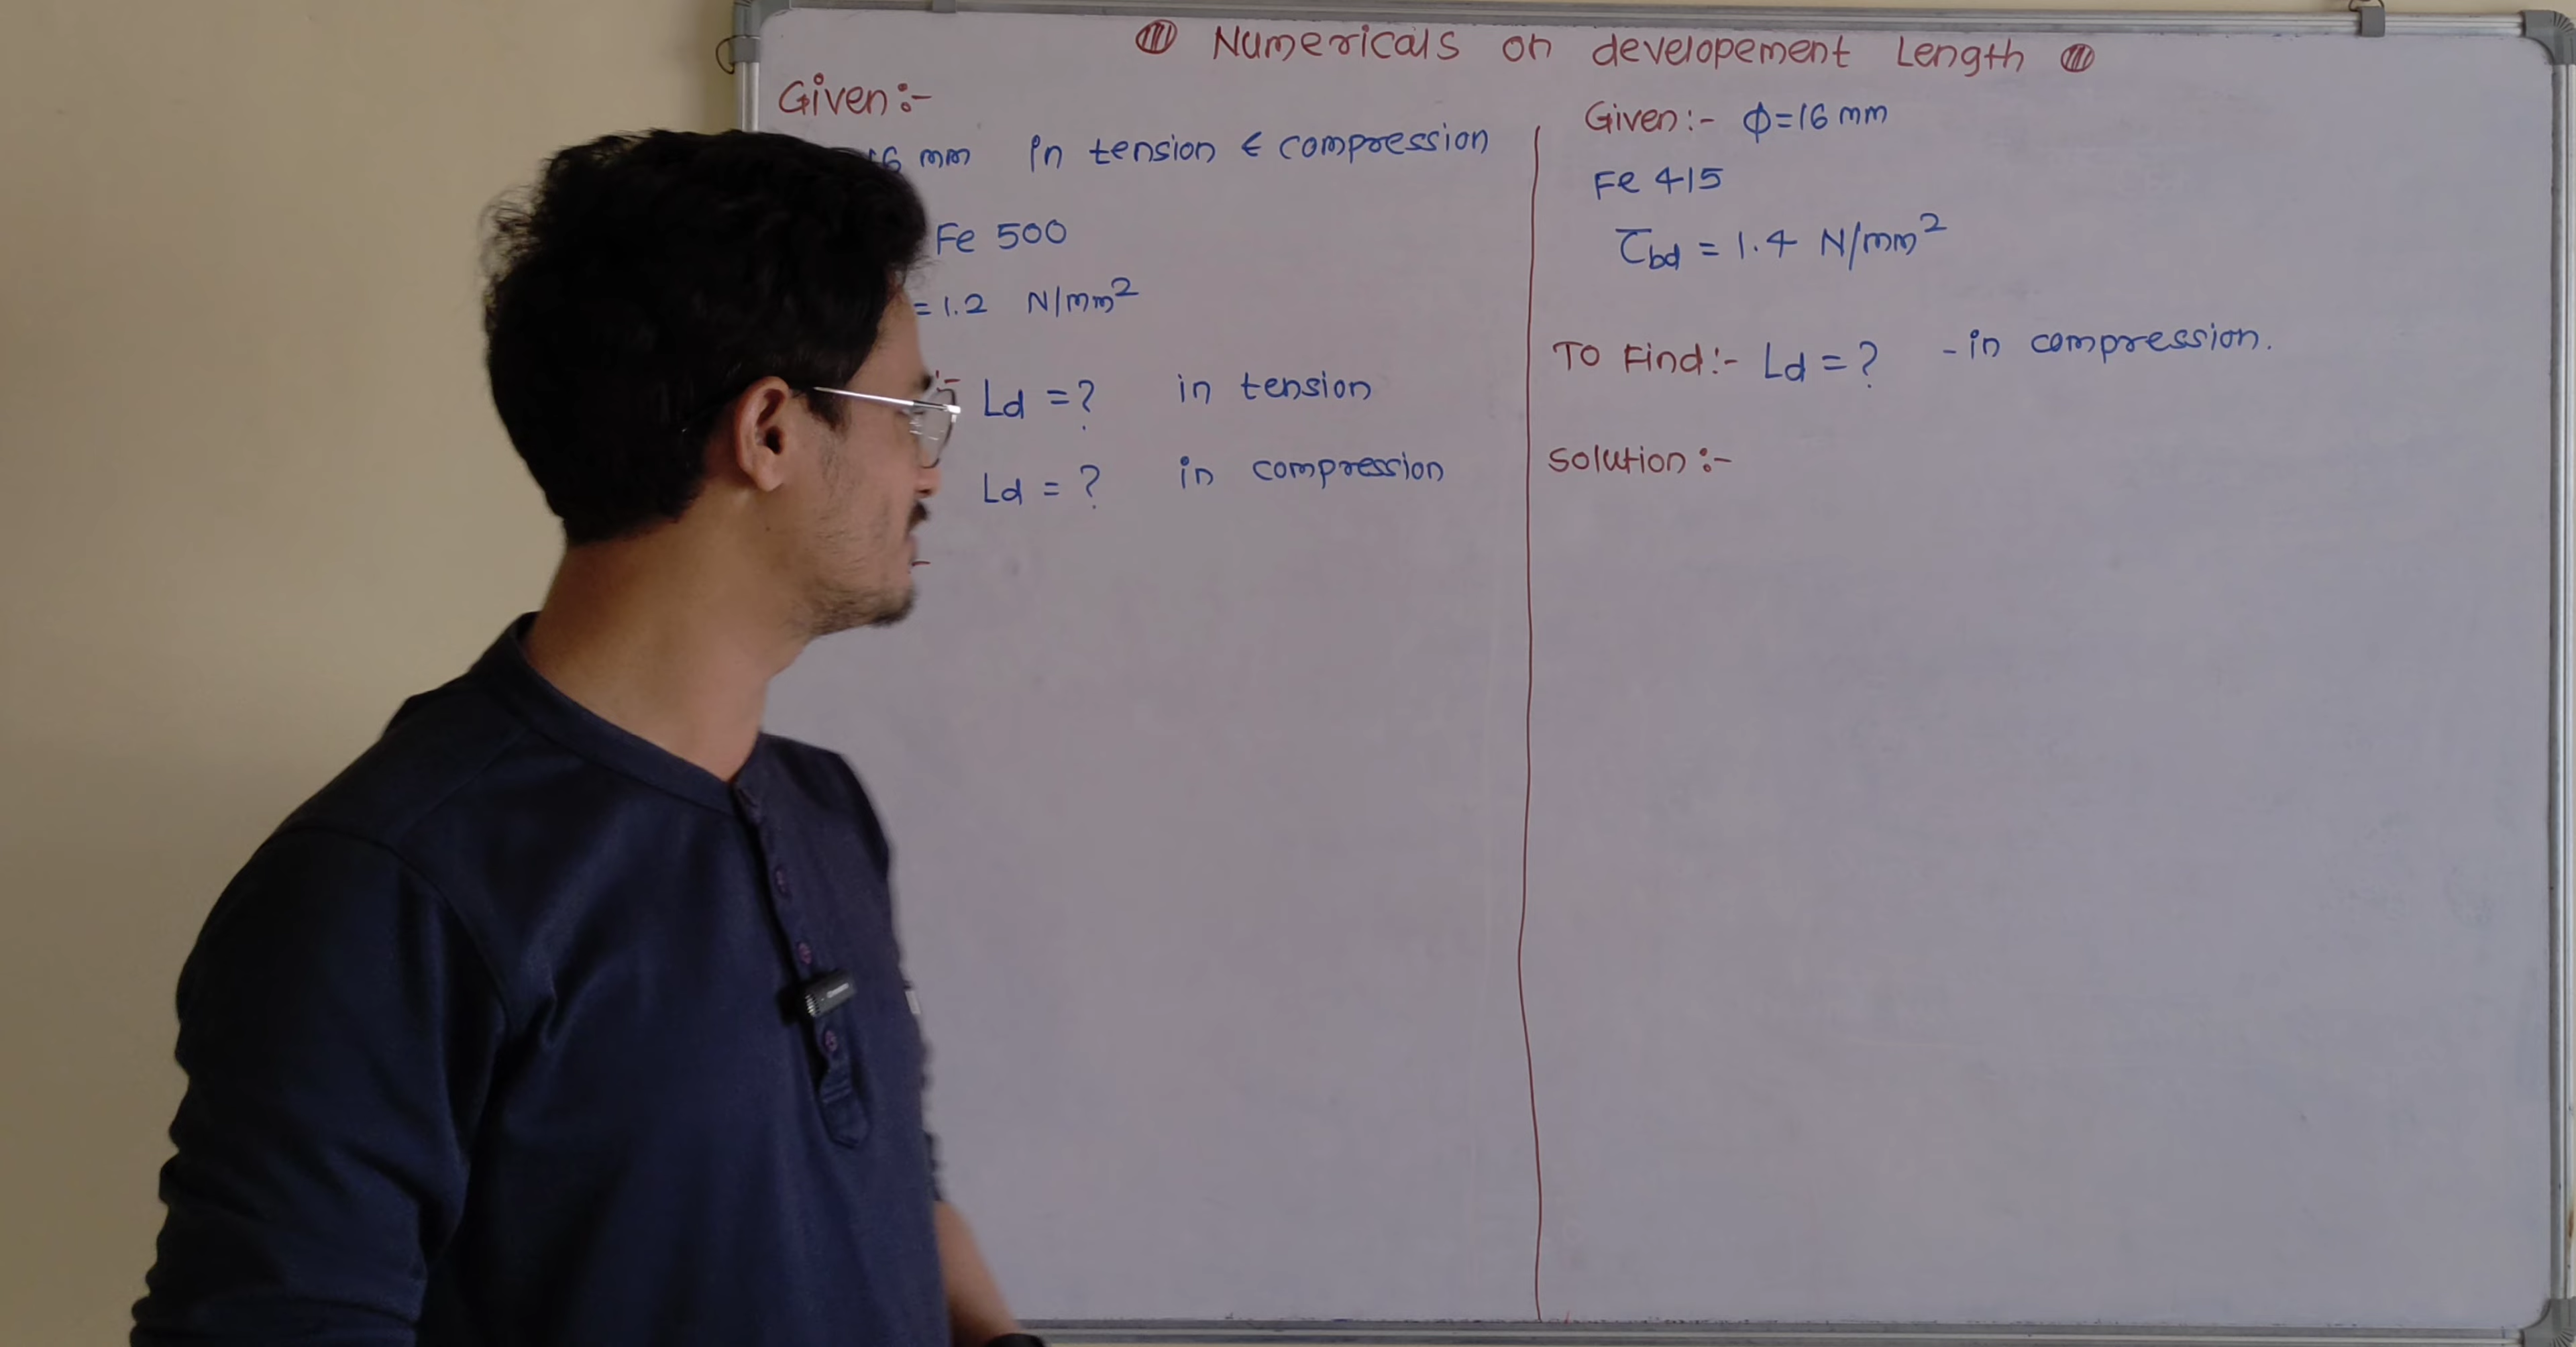 Numericals on developement Length
Given:-
16 mm in tension & compression
Fe 500
= 1.2 N/mm²
:- Ld = ? in tension
Ld = ? in compression
Given:- ϕ=16 mm
Fe 415
τbd = 1.4 N/mm²
To Find:- Ld = ? - in compression.
Solution:-